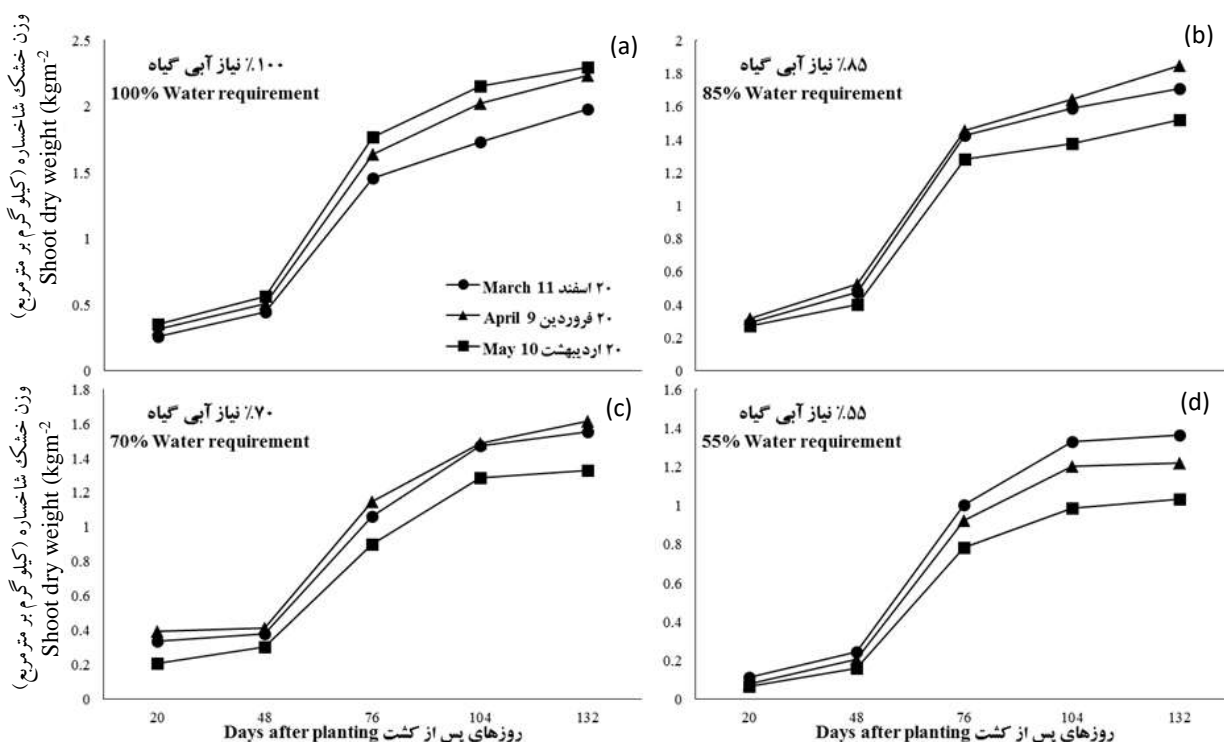 (a)
۱۰۰٪ نیاز آبی گیاه
100% Water requirement
وزن خشک شاخساره (کیلو گرم بر مترمربع)
Shoot dry weight (kgm-2
2.5
2
1.5
1
0.5
0
March 11 ۲۰ اسفند
April 9 ۲۰ فروردین
May 10 ۲۰ اردیبهشت
(b)
۸۵٪ نیاز آبی گیاه
85% Water requirement
2
1.8
1.6
1.4
1.2
1
0.8
0.6
0.4
0.2
0
(c)
۷۰٪ نیاز آبی گیاه
70% Water requirement
وزن خشک شاخساره (کیلو گرم بر مترمربع)
Shoot dry weight (kgm-2
1.8
1.6
1.4
1.2
1
0.8
0.6
0.4
0.2
0
20 48 76 104 132
Days after planting روزهای پس از کشت
(d)
۵۵٪ نیاز آبی گیاه
55% Water requirement
1.6
1.4
1.2
1
0.8
0.6
0.4
0.2
0
20 48 76 104 132
Days after planting روزهای پس از کشت